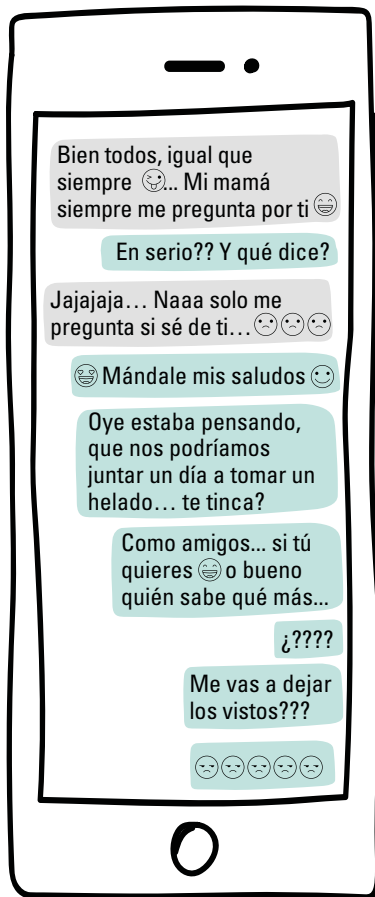 Bien todos, igual que
siempre 😜... Mi mamá
siempre me pregunta por ti 😄
En serio?? Y qué dice?
Jajajaja… Naaa solo me
pregunta si sé de ti… 🙁🙁🙁
😍 Mándale mis saludos 🙂
Oye estaba pensando,
que nos podríamos
juntar un día a tomar un
helado… te tinca?
Como amigos... si tú
quieres 😄 o bueno
quién sabe qué más...
¿????
Me vas a dejar
los vistos???
😒😒😒😒😒